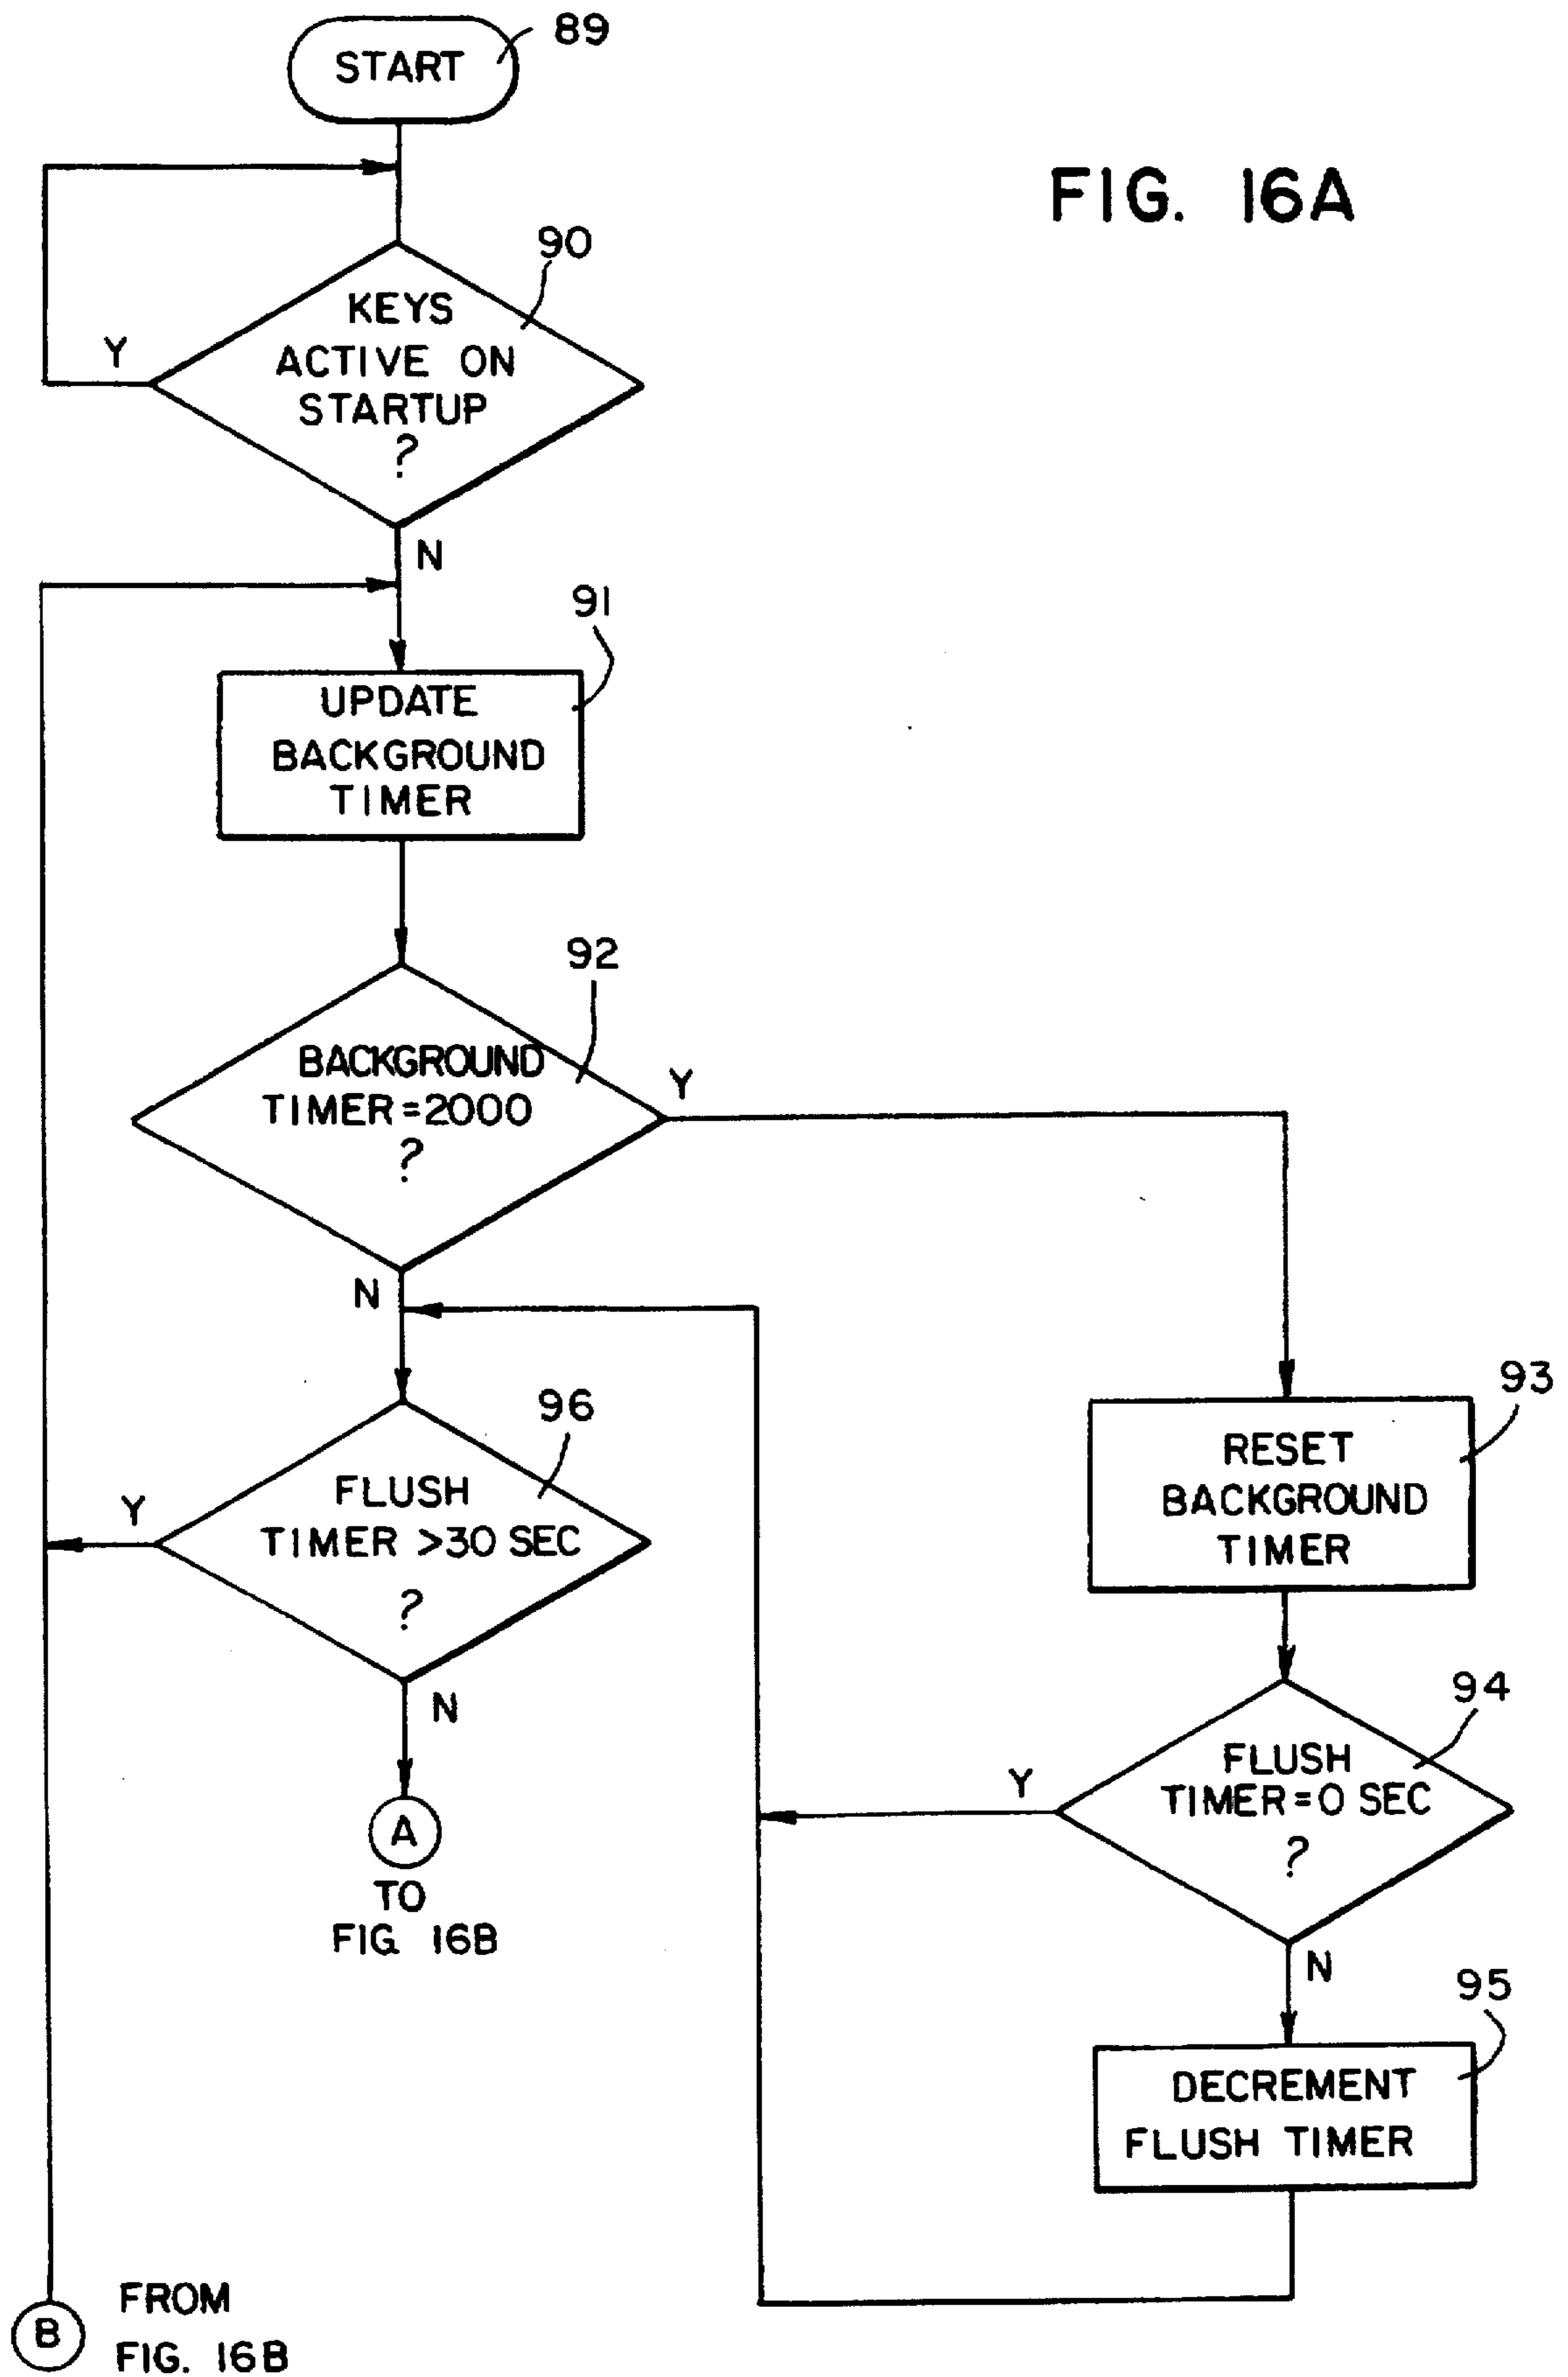 START
89
FIG. 16A
90
KEYS
ACTIVE ON
STARTUP
?
Y
N
91
UPDATE
BACKGROUND
TIMER
92
BACKGROUND
TIMER=2000
?
Y
N
93
RESET
BACKGROUND
TIMER
96
FLUSH
TIMER >30 SEC
?
Y
N
94
FLUSH
TIMER=0 SEC
?
Y
N
A
TO
FIG 16B
95
DECREMENT
FLUSH TIMER
B
FROM
FIG. 16B